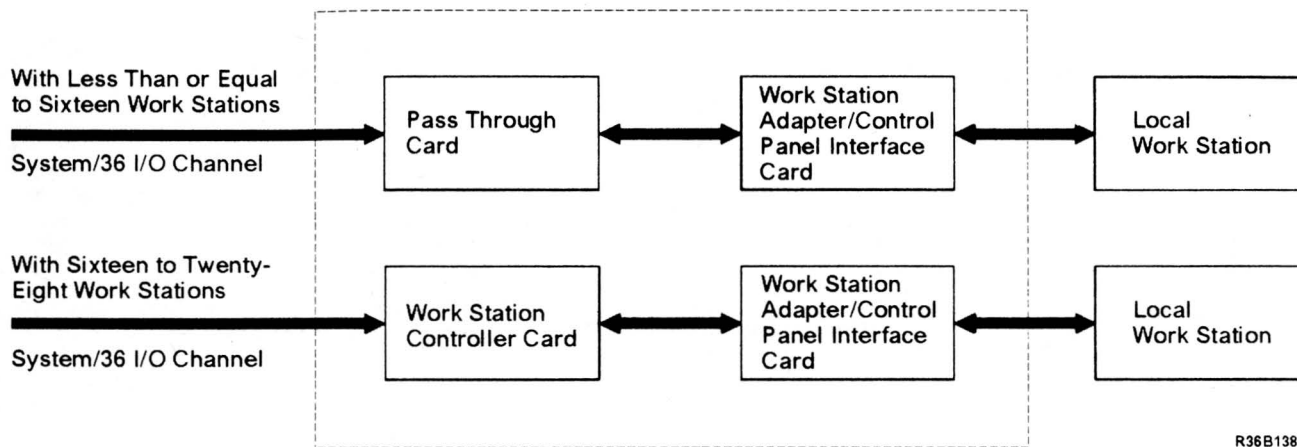 With Less Than or Equal
to Sixteen Work Stations
System/36 I/O Channel
Pass Through
Card
Work Station
Adapter/Control
Panel Interface
Card
Local
Work Station
With Sixteen to Twenty-
Eight Work Stations
System/36 I/O Channel
Work Station
Controller Card
Work Station
Adapter/Control
Panel Interface
Card
Local
Work Station
R36B138